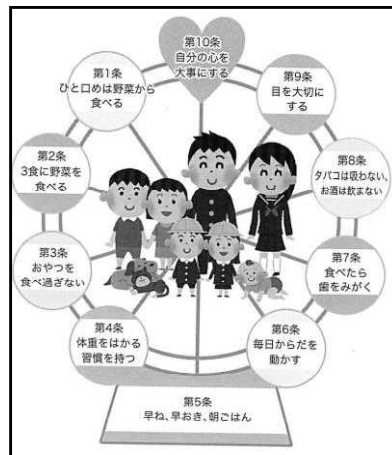 第1条
ひと口めは野菜から
食べる
第2条
3食に野菜を
食べる
第3条
おやつを
食べ過ぎない
第4条
体重をはかる
習慣を持つ
第5条
早ね、早おき、朝ごはん
第6条
毎日からだを
動かす
第7条
食べたら
歯をみがく
第8条
タバコは吸わない、
お酒は飲まない
第9条
目を大切に
する
第10条
自分の心を
大事にする